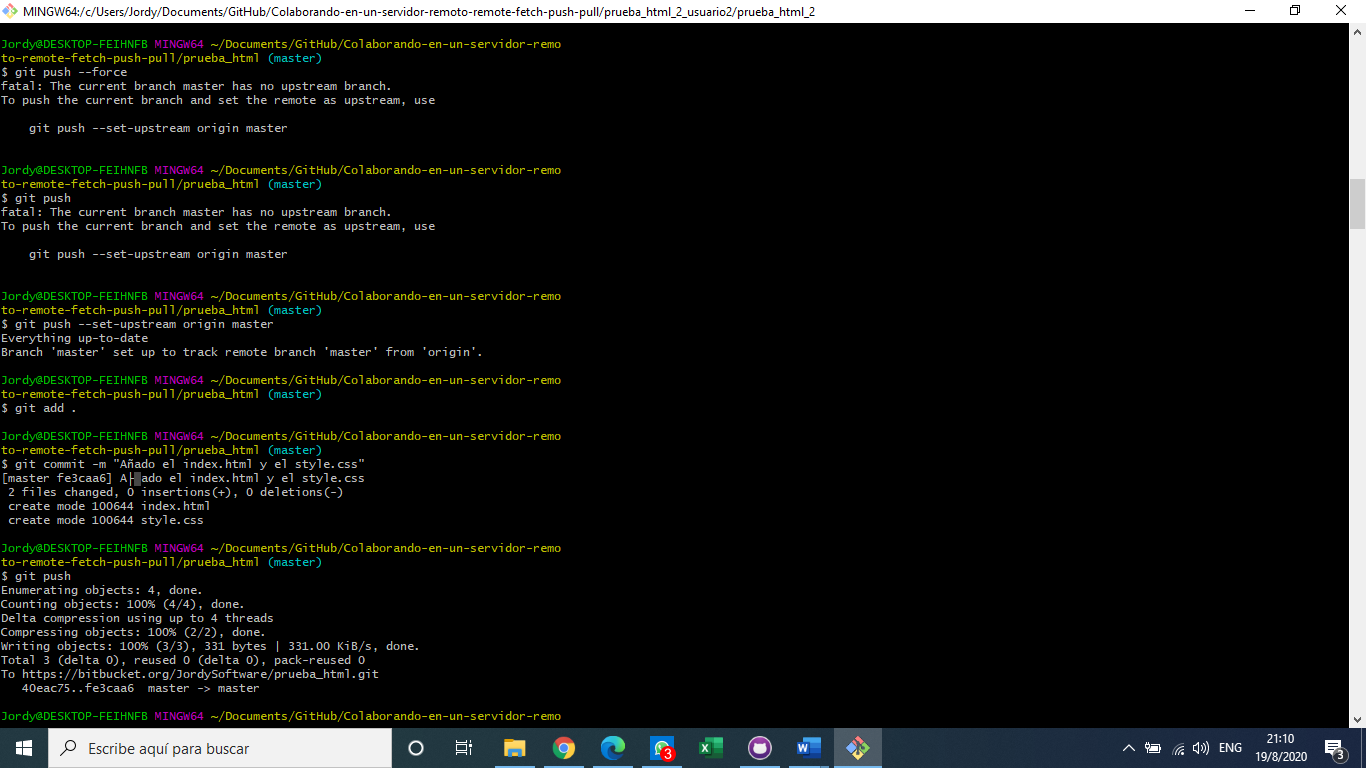 MINGW64:/c/Users/Jordy/Documents/GitHub/Colaborando-en-un-servidor-remoto-remote-fetch-push-pull/prueba_html_2_usuario2/prueba_html_2
Jordy@DESKTOP-FEIHNFB MINGW64 ~/Documents/GitHub/Colaborando-en-un-servidor-remo
to-remote-fetch-push-pull/prueba_html (master)
$ git push --force
fatal: The current branch master has no upstream branch.
To push the current branch and set the remote as upstream, use
git push --set-upstream origin master
Jordy@DESKTOP-FEIHNFB MINGW64 ~/Documents/GitHub/Colaborando-en-un-servidor-remo
to-remote-fetch-push-pull/prueba_html (master)
$ git push
fatal: The current branch master has no upstream branch.
To push the current branch and set the remote as upstream, use
git push --set-upstream origin master
Jordy@DESKTOP-FEIHNFB MINGW64 ~/Documents/GitHub/Colaborando-en-un-servidor-remo
to-remote-fetch-push-pull/prueba_html (master)
$ git push --set-upstream origin master
Everything up-to-date
Branch 'master' set up to track remote branch 'master' from 'origin'.
Jordy@DESKTOP-FEIHNFB MINGW64 ~/Documents/GitHub/Colaborando-en-un-servidor-remo
to-remote-fetch-push-pull/prueba_html (master)
$ git add .
Jordy@DESKTOP-FEIHNFB MINGW64 ~/Documents/GitHub/Colaborando-en-un-servidor-remo
to-remote-fetch-push-pull/prueba_html (master)
$ git commit -m "Añado el index.html y el style.css"
[master fe3caa6] A├▒ado el index.html y el style.css
2 files changed, 0 insertions(+), 0 deletions(-)
create mode 100644 index.html
create mode 100644 style.css
Jordy@DESKTOP-FEIHNFB MINGW64 ~/Documents/GitHub/Colaborando-en-un-servidor-remo
to-remote-fetch-push-pull/prueba_html (master)
$ git push
Enumerating objects: 4, done.
Counting objects: 100% (4/4), done.
Delta compression using up to 4 threads
Compressing objects: 100% (2/2), done.
Writing objects: 100% (3/3), 331 bytes | 331.00 KiB/s, done.
Total 3 (delta 0), reused 0 (delta 0), pack-reused 0
To https://bitbucket.org/JordySoftware/prueba_html.git
40eac75..fe3caa6  master -> master
Jordy@DESKTOP-FEIHNFB MINGW64 ~/Documents/GitHub/Colaborando-en-un-servidor-remo
Escribe aquí para buscar
3
ENG
21:10
19/8/2020
3